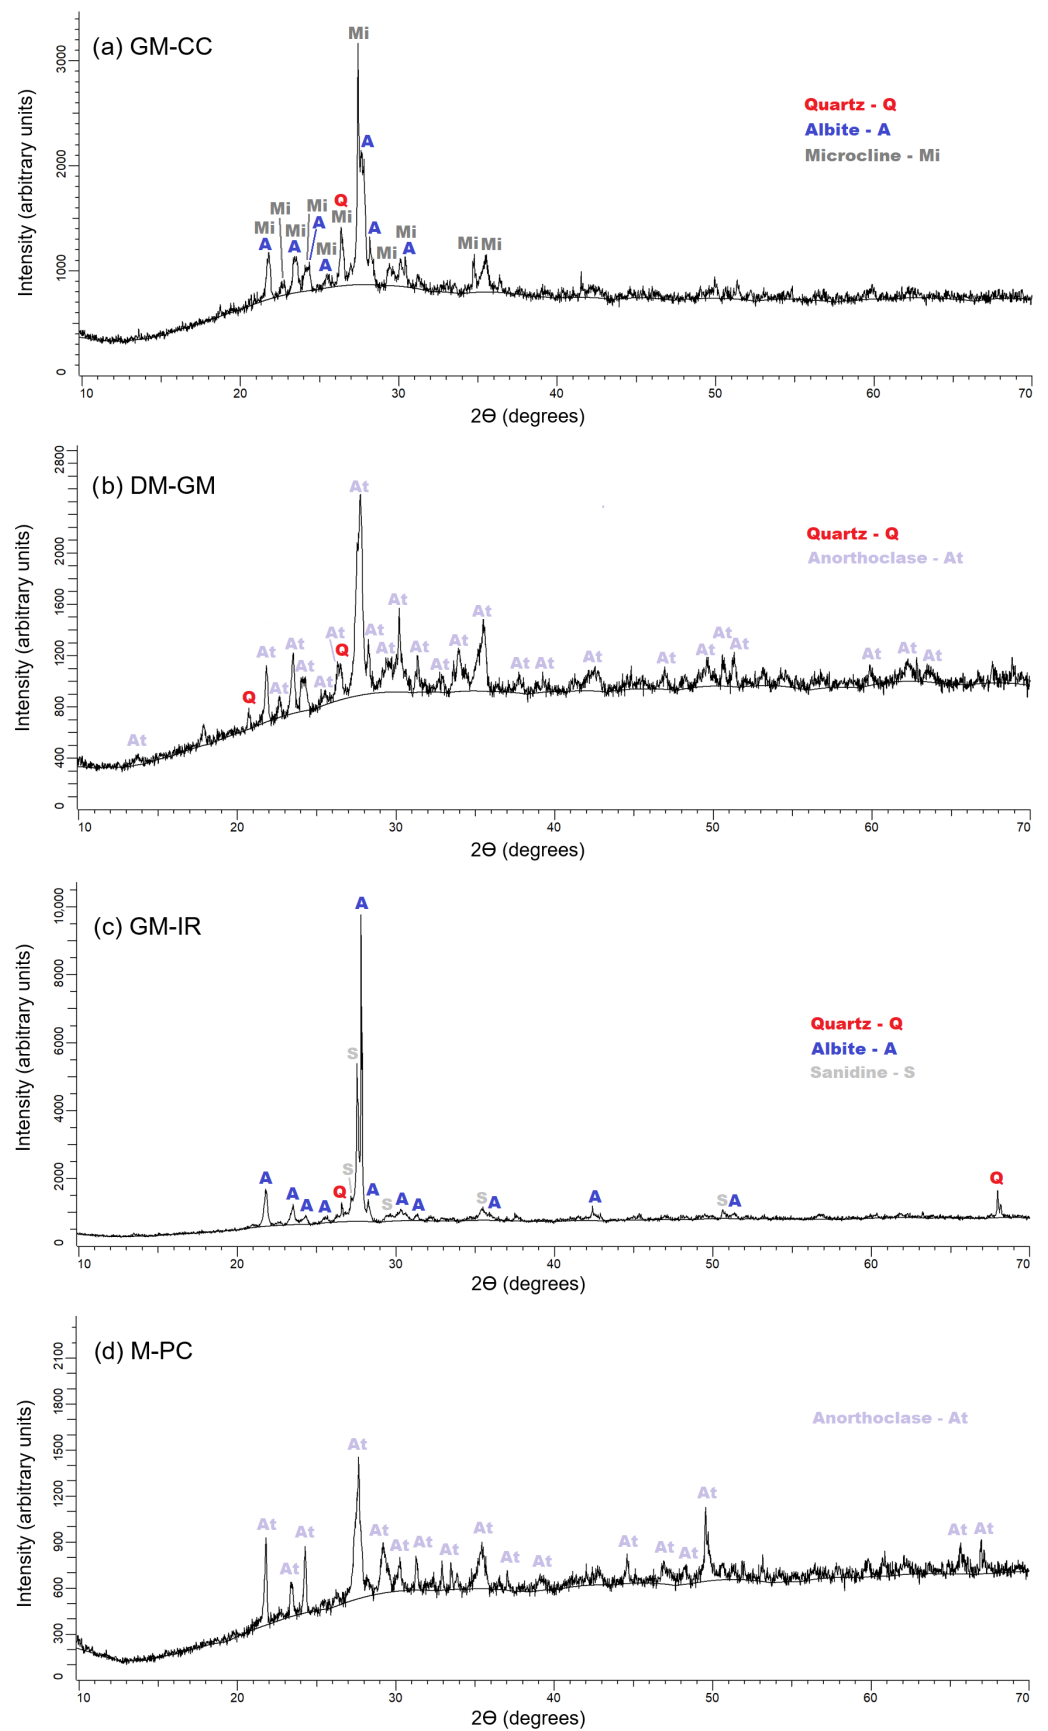 (a) GM-CC
Mi
Quartz - Q
Albite - A
Microcline - Mi
A
Q
Mi Mi Mi
Mi A Mi A Mi
A A Mi A Mi A Mi Mi
Intensity (arbitrary units)
0 1000 2000 3000
10 20 30 40 50 60 70
2Ɵ (degrees)
(b) DM-GM
At
Quartz - Q
Anorthoclase - At
At At
At At At At At At
At At Q At At At At At At At At At At
Q At At At
At
Intensity (arbitrary units)
0 400 800 1200 1600 2000 2800
10 20 30 40 50 60 70
2Ɵ (degrees)
(c) GM-IR
A
Quartz - Q
Albite - A
Sanidine - S
S
A S Q
A A A Q A S A A S A A S A
Intensity (arbitrary units)
0 2000 4000 6000 8000 10,000
10 20 30 40 50 60 70
2Ɵ (degrees)
(d) M-PC
Anorthoclase - At
At
At
At At At At At At
At At At At At At At At At
Intensity (arbitrary units)
0 300 600 900 1200 1500 1800 2100
10 20 30 40 50 60 70
2Ɵ (degrees)